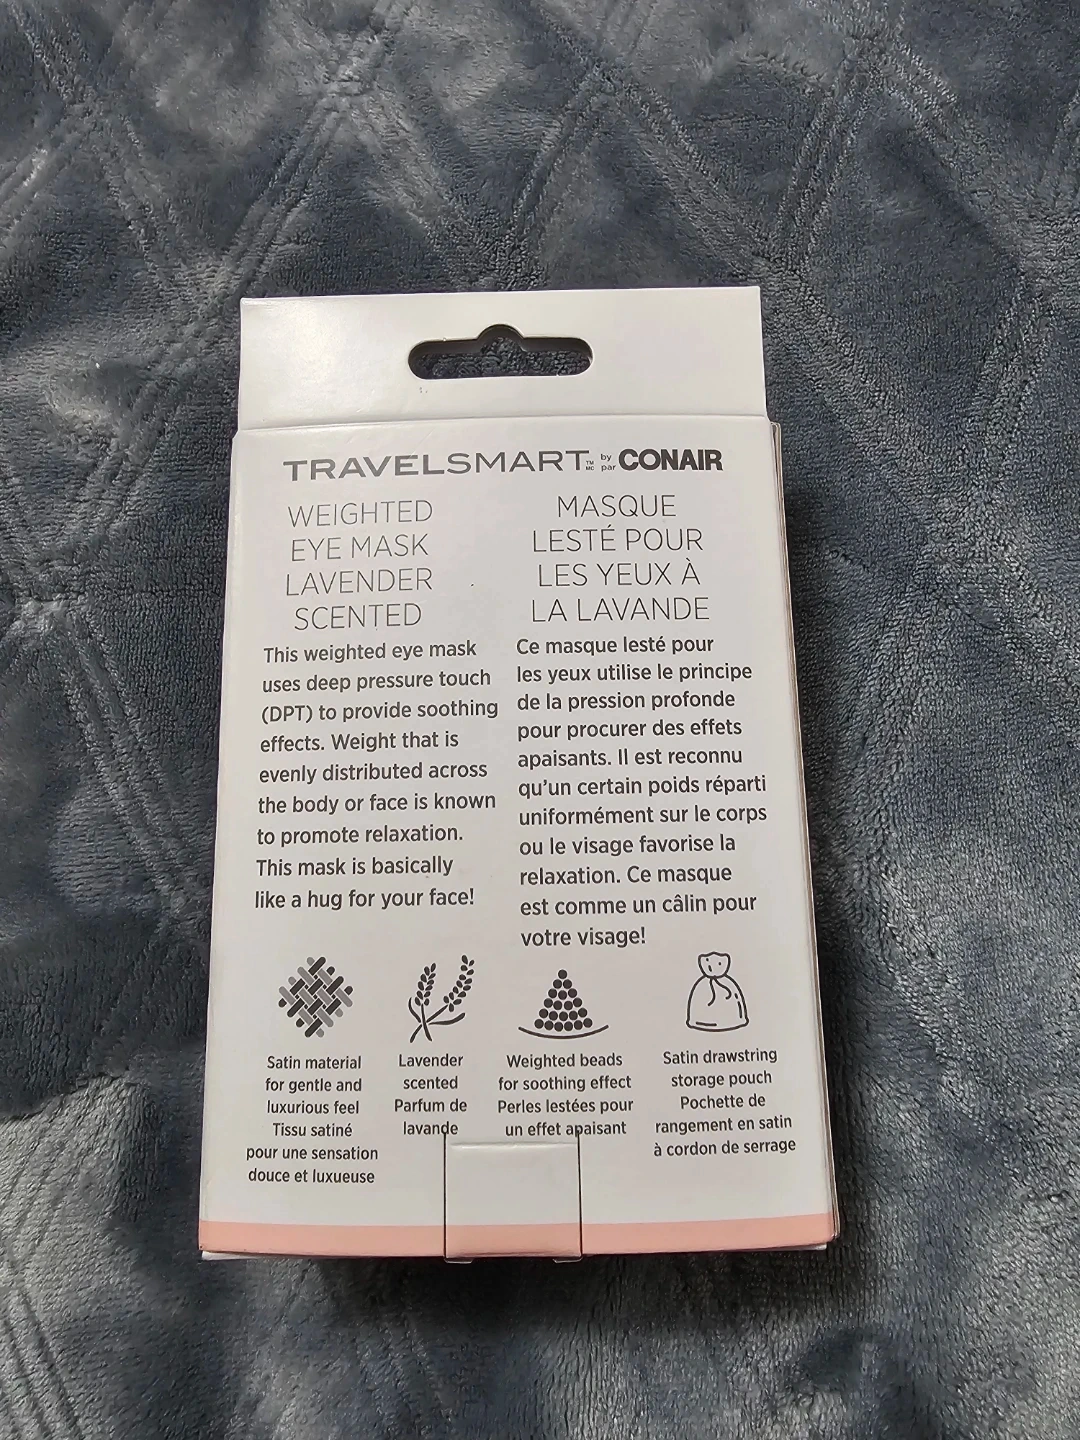 TRAVELSMART TM MC by par CONAIR
WEIGHTED
EYE MASK
LAVENDER
SCENTED
This weighted eye mask
uses deep pressure touch
(DPT) to provide soothing
effects. Weight that is
evenly distributed across
the body or face is known
to promote relaxation.
This mask is basically
like a hug for your face!
MASQUE
LESTÉ POUR
LES YEUX À
LA LAVANDE
Ce masque lesté pour
les yeux utilise le principe
de la pression profonde
pour procurer des effets
apaisants. Il est reconnu
qu'un certain poids réparti
uniformément sur le corps
ou le visage favorise la
relaxation. Ce masque
est comme un câlin pour
votre visage!
Satin material
for gentle and
luxurious feel
Tissu satiné
pour une sensation
douce et luxueuse
Lavender
scented
Parfum de
lavande
Weighted beads
for soothing effect
Perles lestées pour
un effet apaisant
Satin drawstring
storage pouch
Pochette de
rangement en satin
à cordon de serrage